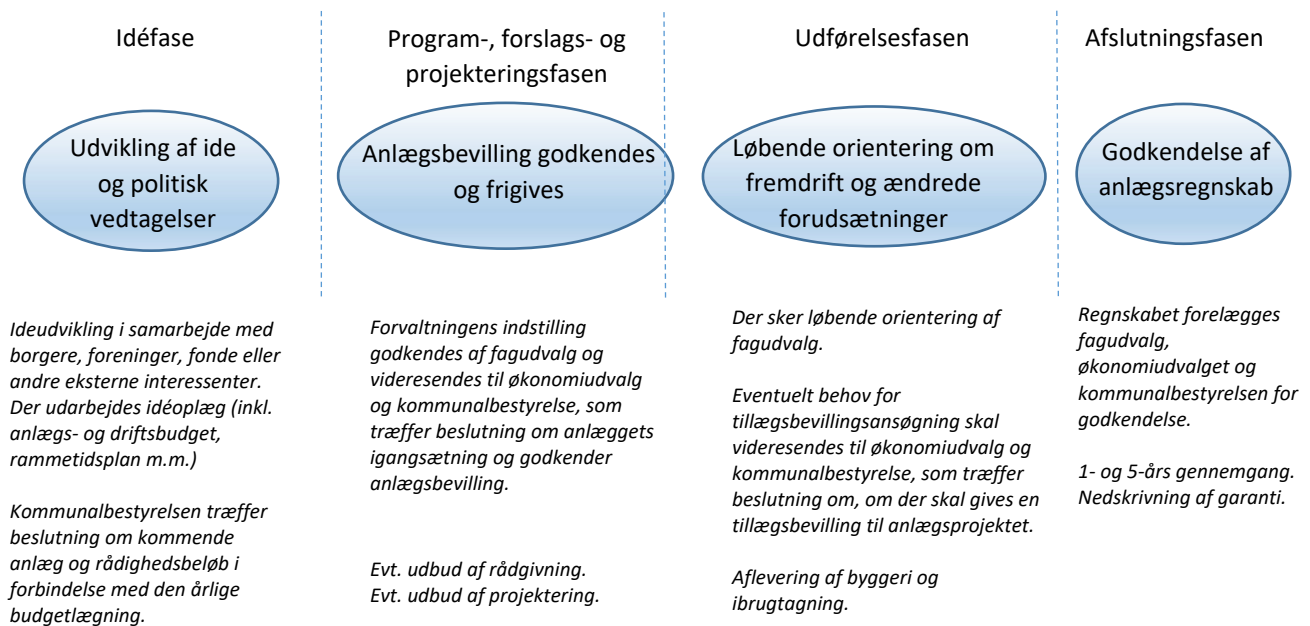 Idéfase
Udvikling af ide
og politisk
vedtagelser
Ideudvikling i samarbejde med
borgere, foreninger, fonde eller
andre eksterne interessenter.
Der udarbejdes idéoplæg (inkl.
anlægs- og driftsbudget,
rammetidsplan m.m.)
Kommunalbestyrelsen træffer
beslutning om kommende
anlæg og rådighedsbeløb i
forbindelse med den årlige
budgetlægning.
Program-, forslags- og
projekteringsfasen
Anlægsbevilling godkendes
og frigives
Forvaltningens indstilling
godkendes af fagudvalg og
videresendes til økonomiudvalg
og kommunalbestyrelse, som
træffer beslutning om anlæggets
igangsætning og godkender
anlægsbevilling.
Evt. udbud af rådgivning.
Evt. udbud af projektering.
Udførelsesfasen
Løbende orientering om
fremdrift og ændrede
forudsætninger
Der sker løbende orientering af
fagudvalg.
Eventuelt behov for
tillægsbevillingsansøgning skal
videresendes til økonomiudvalg og
kommunalbestyrelse, som træffer
beslutning om, om der skal gives en
tillægsbevilling til anlægsprojektet.
Aflevering af byggeri og
ibrugtagning.
Afslutningsfasen
Godkendelse af
anlægsregnskab
Regnskabet forelægges
fagudvalg,
økonomiudvalget og
kommunalbestyrelsen for
godkendelse.
1- og 5-års gennemgang.
Nedskrivning af garanti.